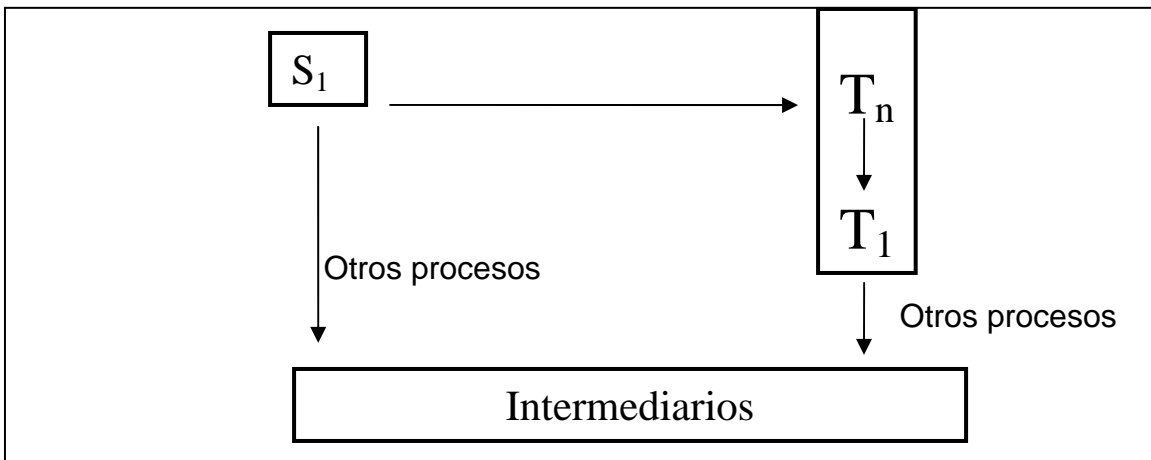 S₁
Tₙ
T₁
Otros procesos
Otros procesos
Intermediarios